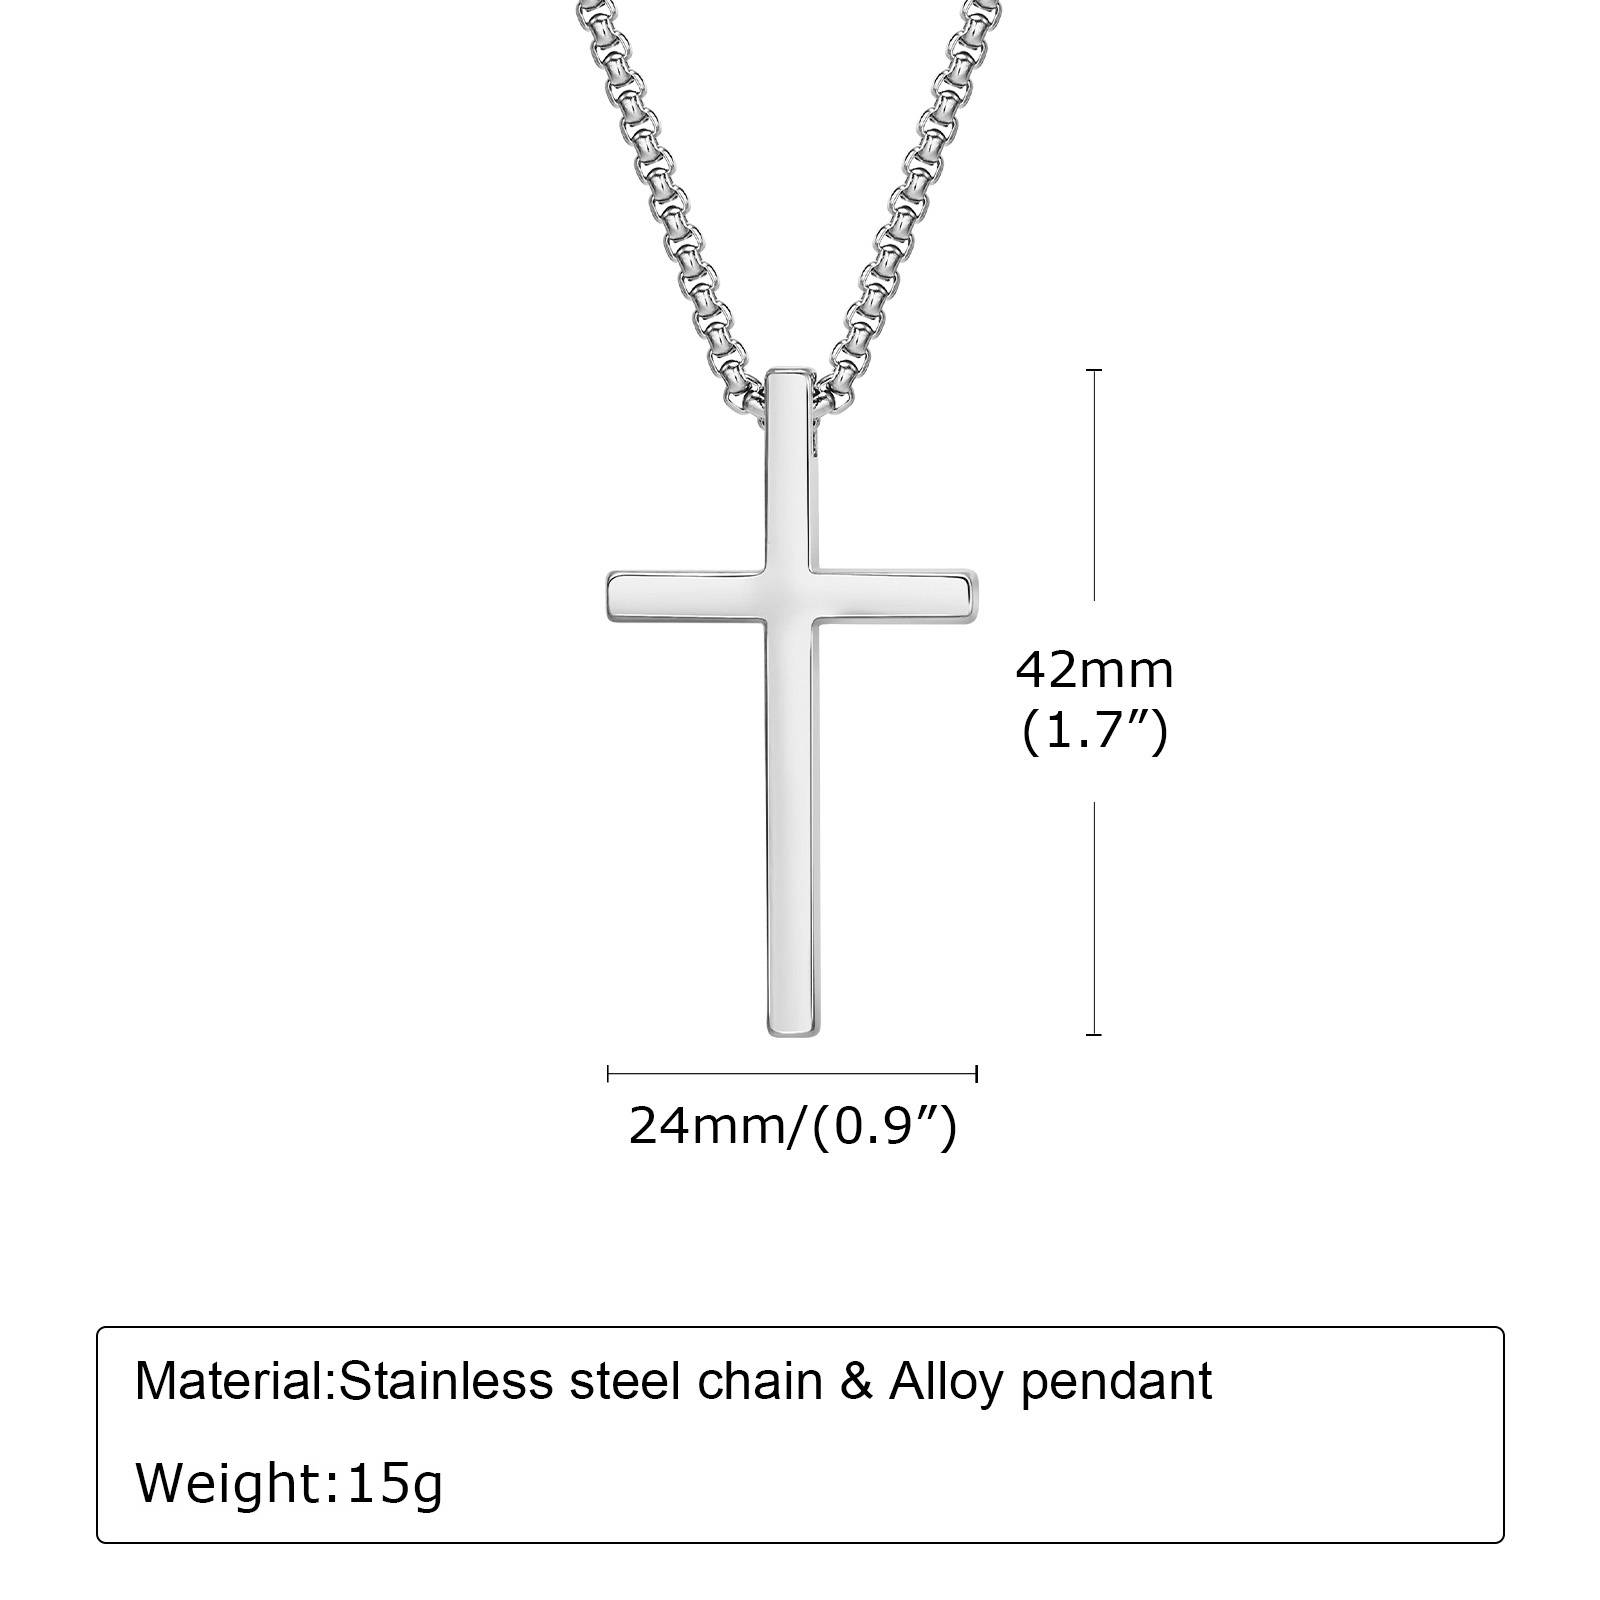 42mm
(1.7″)
24mm/(0.9″)
Material:Stainless steel chain & Alloy pendant
Weight:15g